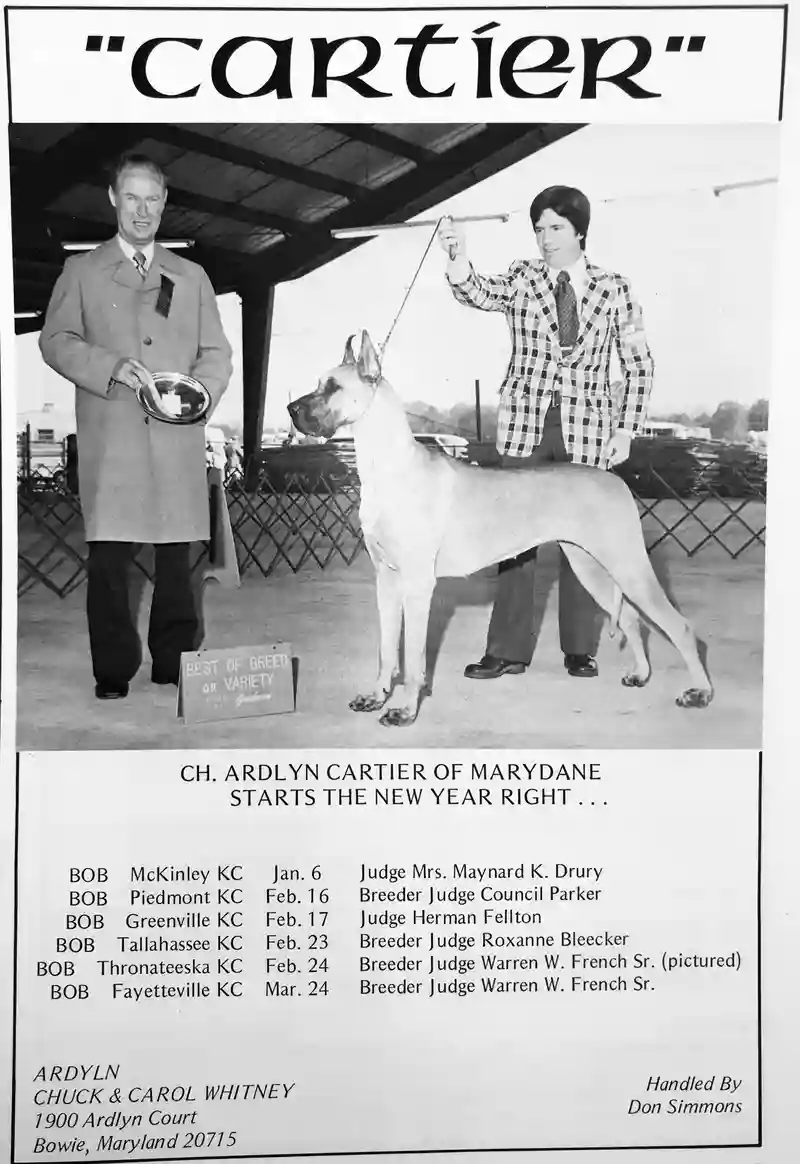 "CARTIER"
BEST OF BREED
OR VARIETY
CH. ARDLYN CARTIER OF MARYDANE
STARTS THE NEW YEAR RIGHT . . .
BOB McKinley KC Jan. 6 Judge Mrs. Maynard K. Drury
BOB Piedmont KC Feb. 16 Breeder Judge Council Parker
BOB Greenville KC Feb. 17 Judge Herman Fellton
BOB Tallahassee KC Feb. 23 Breeder Judge Roxanne Bleecker
BOB Thronateeska KC Feb. 24 Breeder Judge Warren W. French Sr. (pictured)
BOB Fayetteville KC Mar. 24 Breeder Judge Warren W. French Sr.
ARDYLN
CHUCK & CAROL WHITNEY
1900 Ardlyn Court
Bowie, Maryland 20715
Handled By
Don Simmons